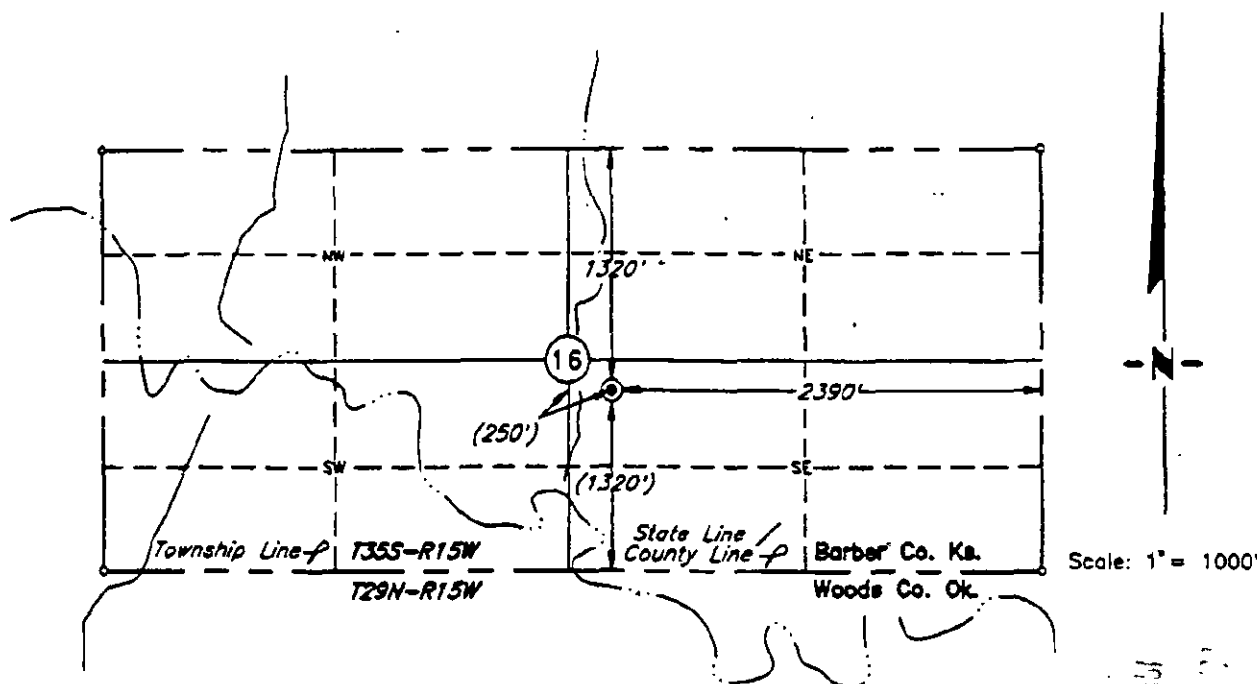 NW
1320'
NE
16
N
2390'
(250')
SW
(1320')
SE
Township Line
T35S-R15W
State Line
County Line
Barber Co. Ks.
T29N-R15W
Woods Co. Ok.
Scale: 1" = 1000'